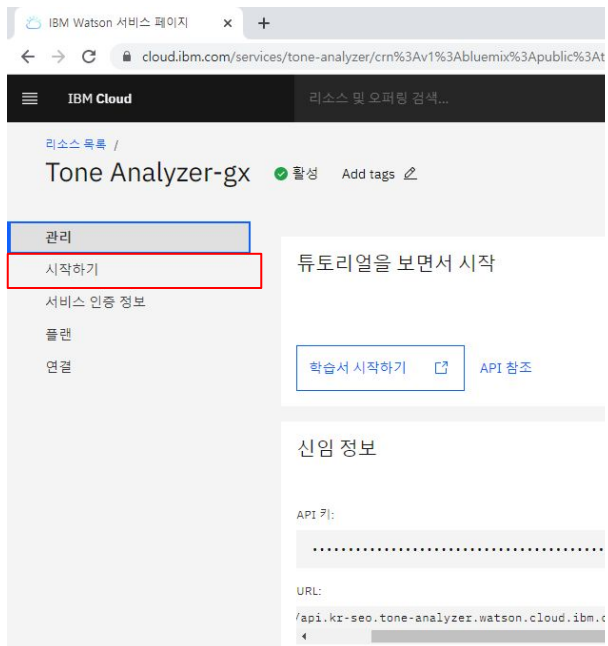 IBM Watson 서비스 페이지
cloud.ibm.com/services/tone-analyzer/crn%3Av1%3Abluemix%3Apublic%3At
IBM Cloud
리소스 및 오퍼링 검색...
리소스 목록 /
Tone Analyzer-gx
활성
Add tags
관리
시작하기
서비스 인증 정보
플랜
연결
튜토리얼을 보면서 시작
학습서 시작하기
API 참조
신임 정보
API 키:
URL:
/api.kr-seo.tone-analyzer.watson.cloud.ibm.c